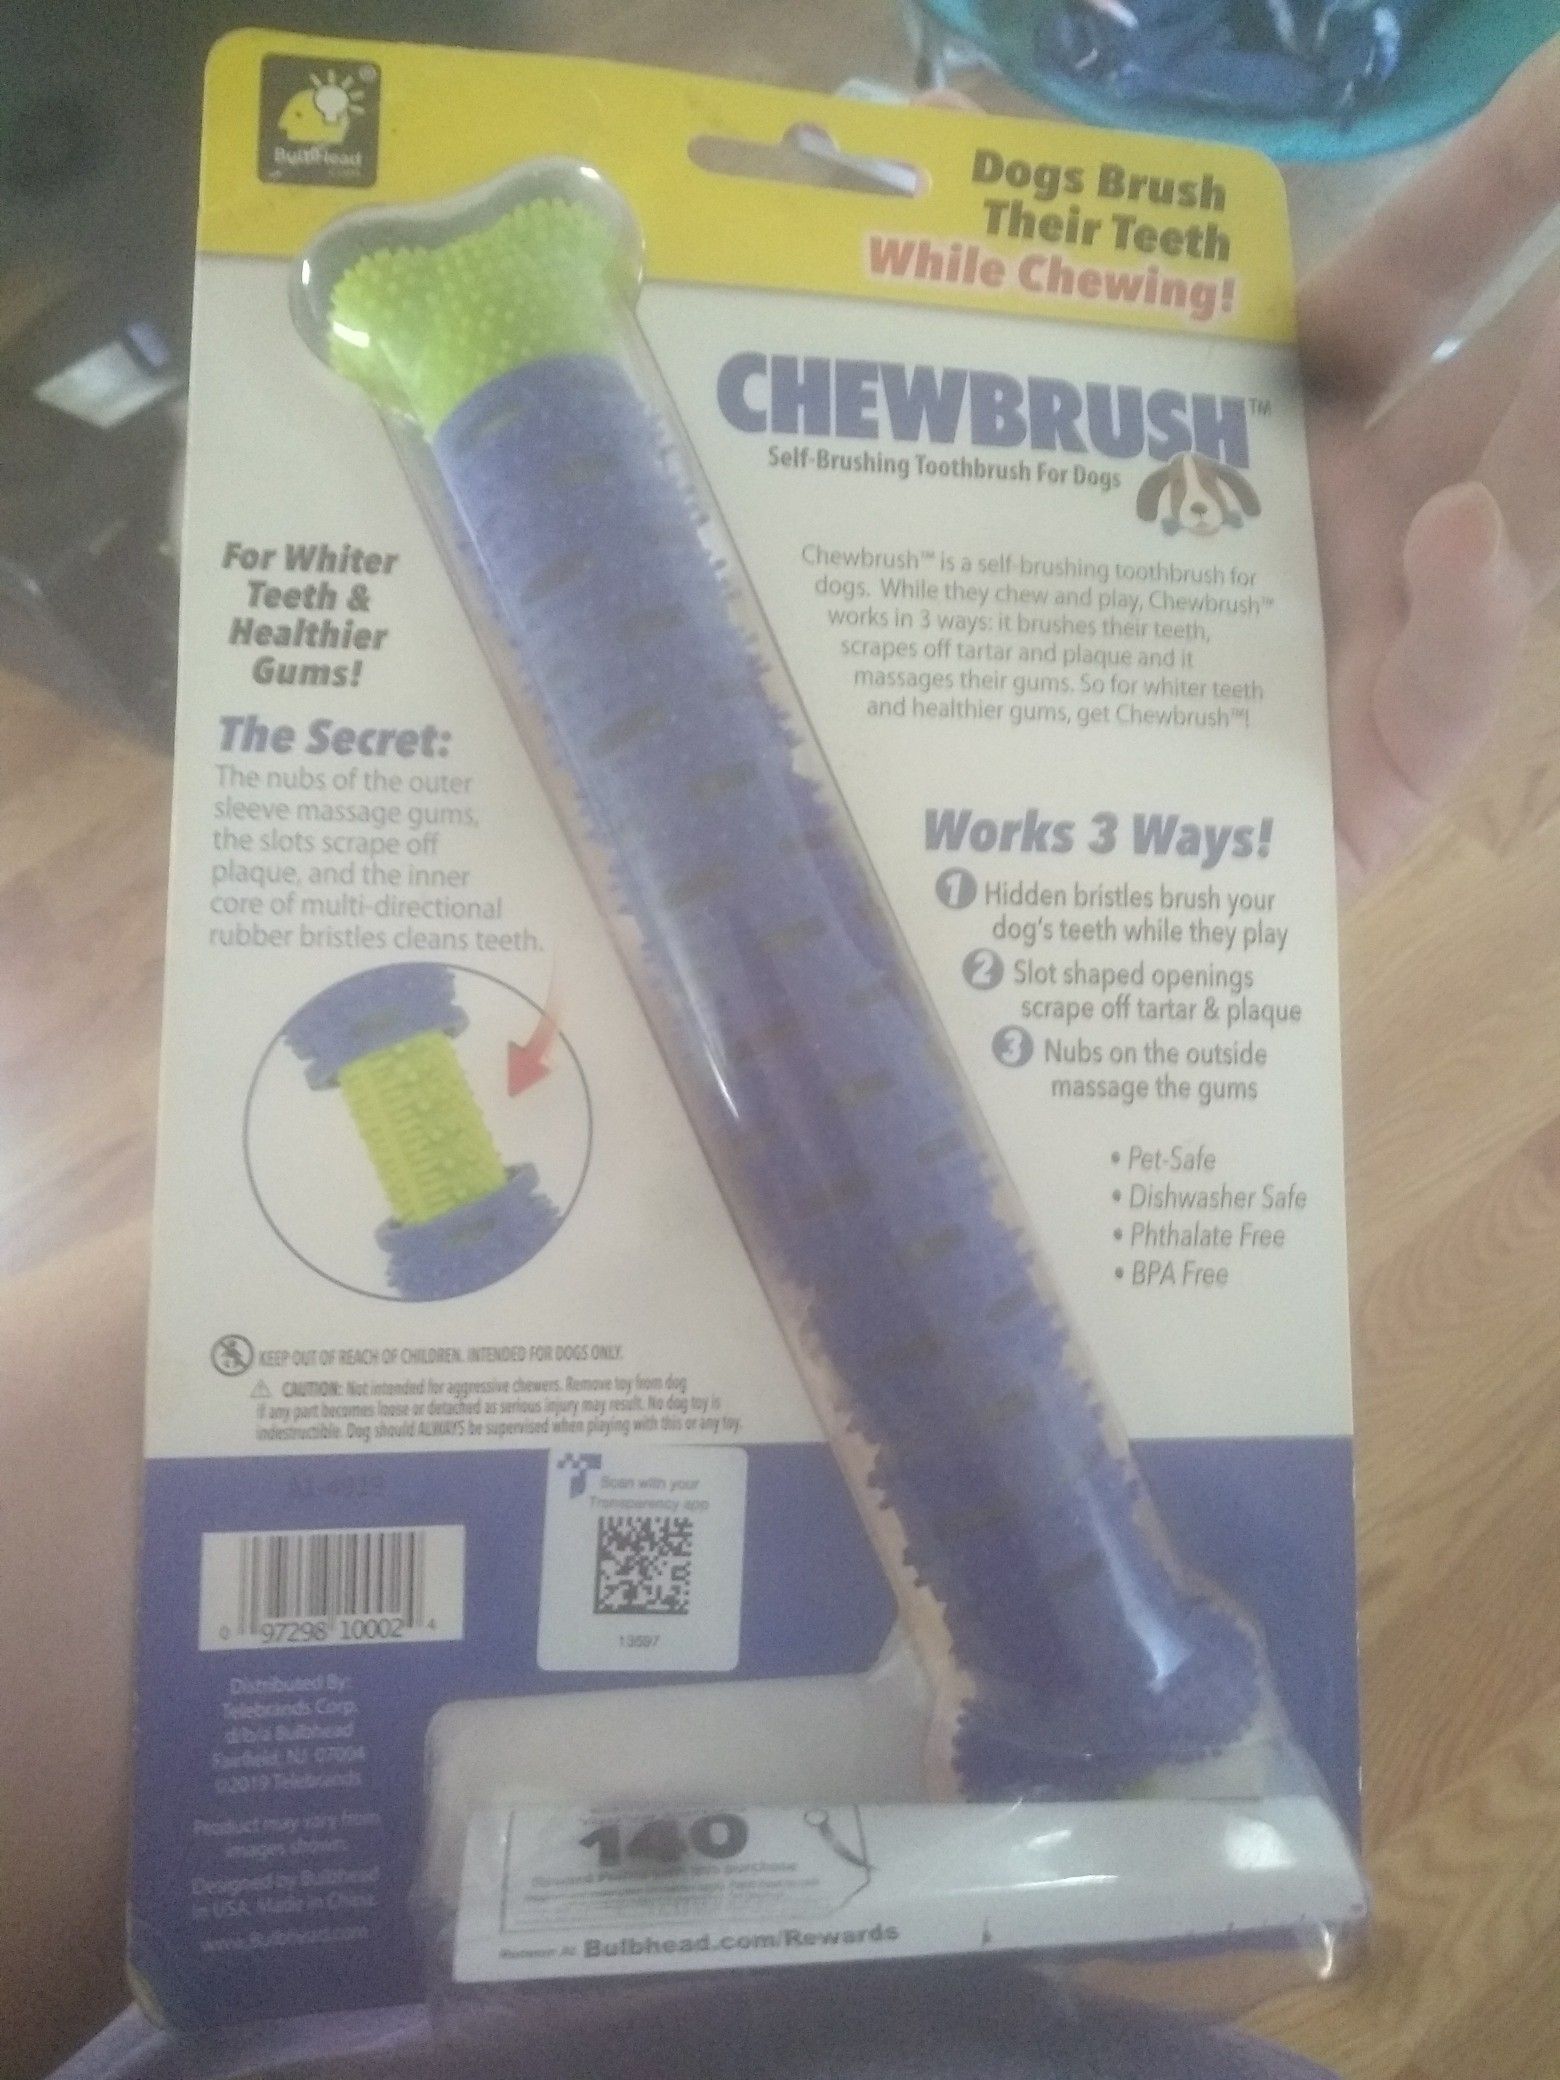 BulbHead
Dogs Brush
Their Teeth
While Chewing!
CHEWBRUSH™
Self-Brushing Toothbrush For Dogs
Chewbrush™ is a self-brushing toothbrush for
dogs. While they chew and play, Chewbrush™
works in 3 ways: it brushes their teeth,
scrapes off tartar and plaque and it
massages their gums. So for whiter teeth
and healthier gums, get Chewbrush™!
For Whiter
Teeth &
Healthier
Gums!
The Secret:
The nubs of the outer
sleeve massage gums,
the slots scrape off
plaque, and the inner
core of multi-directional
rubber bristles cleans teeth.
Works 3 Ways!
1 Hidden bristles brush your
dog's teeth while they play
2 Slot shaped openings
scrape off tartar & plaque
3 Nubs on the outside
massage the gums
• Pet-Safe
• Dishwasher Safe
• Phthalate Free
• BPA Free
KEEP OUT OF REACH OF CHILDREN. INTENDED FOR DOGS ONLY.
CAUTION: Not intended for aggressive chewers. Remove toy from dog
if any part becomes loose or detached as serious injury may result. No dog toy is
indestructible. Dog should ALWAYS be supervised when playing with this or any toy.
Scan with your
Transparency app
13697
0 97298 10002 4
Distributed By:
Telebrands Corp.
d/b/a Bulbhead
Fairfield, NJ 07004
©2019 Telebrands
Product may vary from
images shown.
Designed by Bulbhead
in USA. Made in China.
www.Bulbhead.com
140
Bulbhead.com/Rewards